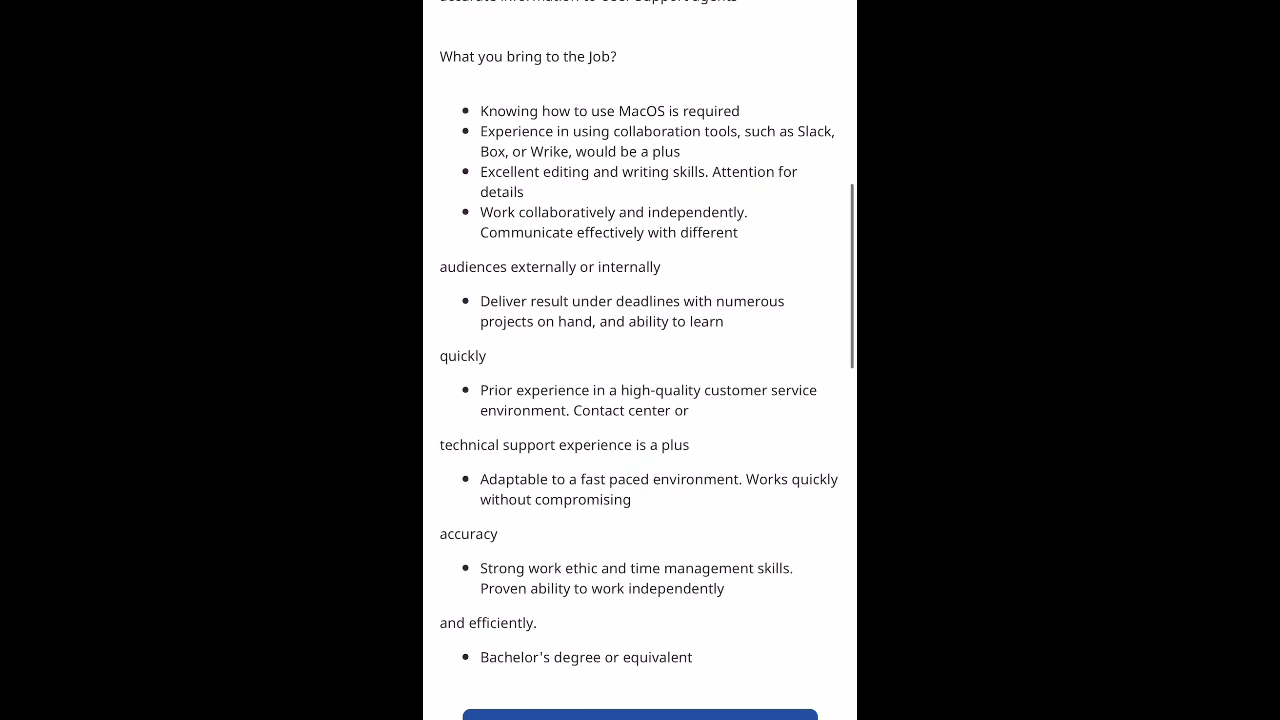 What you bring to the Job?
• Knowing how to use MacOS is required
• Experience in using collaboration tools, such as Slack,
Box, or Wrike, would be a plus
• Excellent editing and writing skills. Attention for
details
• Work collaboratively and independently.
Communicate effectively with different
audiences externally or internally
• Deliver result under deadlines with numerous
projects on hand, and ability to learn
quickly
• Prior experience in a high-quality customer service
environment. Contact center or
technical support experience is a plus
• Adaptable to a fast paced environment. Works quickly
without compromising
accuracy
• Strong work ethic and time management skills.
Proven ability to work independently
and efficiently.
• Bachelor's degree or equivalent